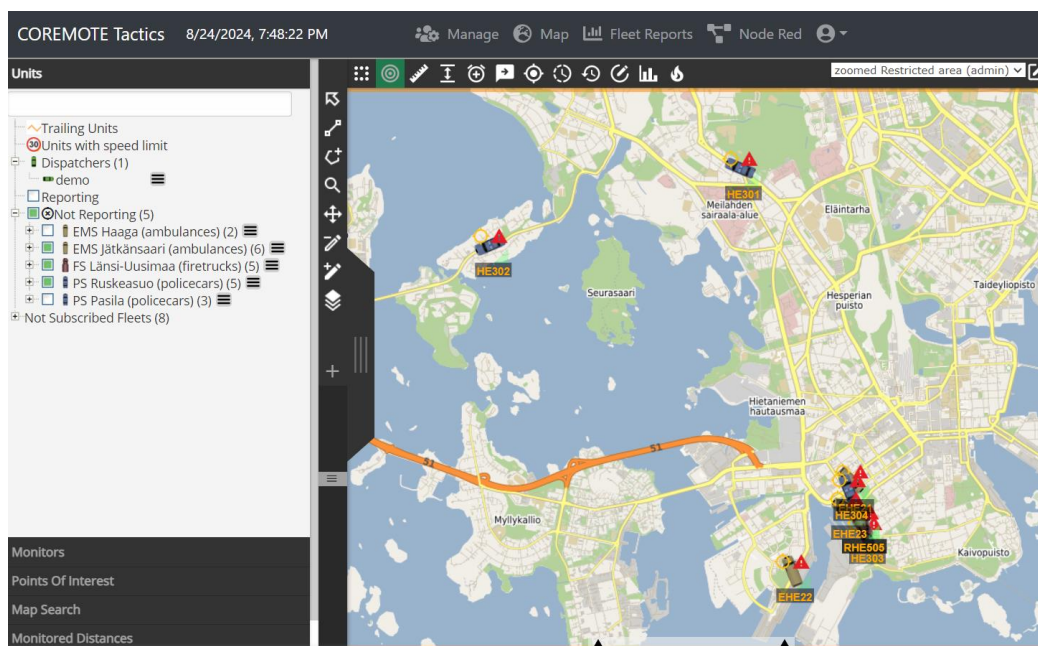 COREMOTE Tactics 8/24/2024, 7:48:22 PM Manage Map Fleet Reports Node Red
Units
zoomed Restricted area (admin)
Trailing Units
30 Units with speed limit
Dispatchers (1)
demo
Reporting
Not Reporting (5)
EMS Haaga (ambulances) (2)
EMS Jätkänsaari (ambulances) (6)
FS Länsi-Uusimaa (firetrucks) (5)
PS Ruskeasuo (policecars) (5)
PS Pasila (policecars) (3)
Not Subscribed Fleets (8)
Monitors
Points Of Interest
Map Search
Monitored Distances
HE301
Meilahden
sairaala-alue
Eläintarha
HE302
Seurasaari
Taideyliopisto
Hesperian
puisto
Hietaniemen
hautausmaa
51
51
Myllykallio
HE304
EHE23
RHE505
HE303
Kaivopuisto
EHE22